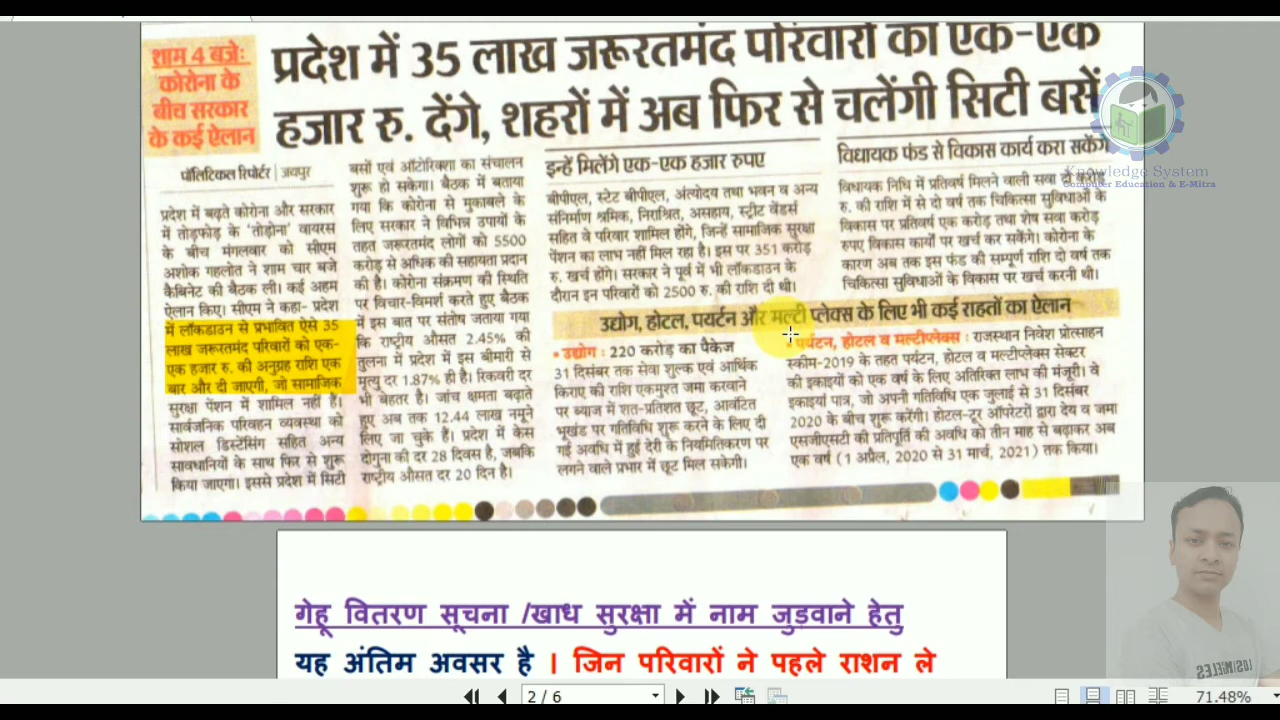 शाम 4 बजेः
कोरोना के
बीच सरकार
के कई ऐलान
प्रदेश में 35 लाख जरूरतमंद परिवारों को एक-एक
हजार रु. देंगे, शहरों में अब फिर से चलेंगी सिटी बसें
पॉलिटिकल रिपोर्टर | जयपुर
प्रदेश में बढ़ते कोरोना और सरकार
में तोड़फोड़ के 'तोड़ोना' वायरस
के बीच मंगलवार को सीएम
अशोक गहलोत ने शाम चार बजे
कैबिनेट की बैठक ली। कई अहम
ऐलान किए। सीएम ने कहा- प्रदेश
में लॉकडाउन से प्रभावित ऐसे 35
लाख जरूरतमंद परिवारों को एक-
एक हजार रु. की अनुग्रह राशि एक
बार और दी जाएगी, जो सामाजिक
सुरक्षा पेंशन में शामिल नहीं हैं।
सार्वजनिक परिवहन व्यवस्था को
सोशल डिस्टेंसिंग सहित अन्य
सावधानियों के साथ फिर से शुरू
किया जाएगा। इससे प्रदेश में सिटी
बसों एवं ऑटोरिक्शा का संचालन
शुरू हो सकेगा। बैठक में बताया
गया कि कोरोना से मुकाबले के
लिए सरकार ने विभिन्न उपायों के
तहत जरूरतमंद लोगों को 5500
करोड़ से अधिक की सहायता प्रदान
की है। कोरोना संक्रमण की स्थिति
पर विचार-विमर्श करते हुए बैठक
में इस बात पर संतोष जताया गया
कि राष्ट्रीय औसत 2.45% की
तुलना में प्रदेश में इस बीमारी से
मृत्यु दर 1.87% ही है। रिकवरी दर
भी बेहतर है। जांच क्षमता बढ़ाते
हुए अब तक 12.44 लाख नमूने
लिए जा चुके हैं। प्रदेश में केस
दोगुना की दर 28 दिवस है, जबकि
राष्ट्रीय औसत दर 20 दिन है।
इन्हें मिलेंगे एक-एक हजार रुपए
बीपीएल, स्टेट बीपीएल, अंत्योदय तथा भवन व अन्य
संनिर्माण श्रमिक, निराश्रित, असहाय, स्ट्रीट वेंडर्स
सहित वे परिवार शामिल होंगे, जिन्हें सामाजिक सुरक्षा
पेंशन का लाभ नहीं मिल रहा है। इस पर 351 करोड़
रु. खर्च होंगे। सरकार ने पूर्व में भी लॉकडाउन के
दौरान इन परिवारों को 2500 रु. की राशि दी थी।
विधायक फंड से विकास कार्य करा सकेंगे
विधायक निधि में प्रतिवर्ष मिलने वाली सवा दो करोड़
रु. की राशि में से दो वर्ष तक चिकित्सा सुविधाओं के
विकास पर प्रतिवर्ष एक करोड़ तथा शेष सवा करोड़
रुपए विकास कार्यों पर खर्च कर सकेंगे। कोरोना के
कारण अब तक इस फंड की सम्पूर्ण राशि दो वर्ष तक
चिकित्सा सुविधाओं के विकास पर खर्च करनी थी।
उद्योग, होटल, पयर्टन और मल्टी प्लेक्स के लिए भी कई राहतों का ऐलान
• उद्योग : 220 करोड़ का पैकेज
31 दिसंबर तक सेवा शुल्क एवं आर्थिक
किराए की राशि एकमुश्त जमा करवाने
पर ब्याज में शत-प्रतिशत छूट, आवंटित
भूखंड पर गतिविधि शुरू करने के लिए दी
गई अवधि में हुई देरी के नियमितिकरण पर
लगने वाले प्रभार में छूट मिल सकेगी।
• पर्यटन, होटल व मल्टीप्लेक्स : राजस्थान निवेश प्रोत्साहन
स्कीम-2019 के तहत पर्यटन, होटल व मल्टीप्लेक्स सेक्टर
की इकाइयों को एक वर्ष के लिए अतिरिक्त लाभ की मंजूरी। वे
इकाइयां पात्र, जो अपनी गतिविधि एक जुलाई से 31 दिसंबर
2020 के बीच शुरू करेंगी। होटल-टूर ऑपरेटरों द्वारा देय व जमा
एसजीएसटी की प्रतिपूर्ति की अवधि को तीन माह से बढ़ाकर अब
एक वर्ष (1 अप्रैल, 2020 से 31 मार्च, 2021) तक किया।
Knowledge System
Computer Education & E-Mitra
गेहू वितरण सूचना /खाध सुरक्षा में नाम जुड़वाने हेतु
यह अंतिम अवसर है । जिन परिवारों ने पहले राशन ले
2 / 6
71.48%